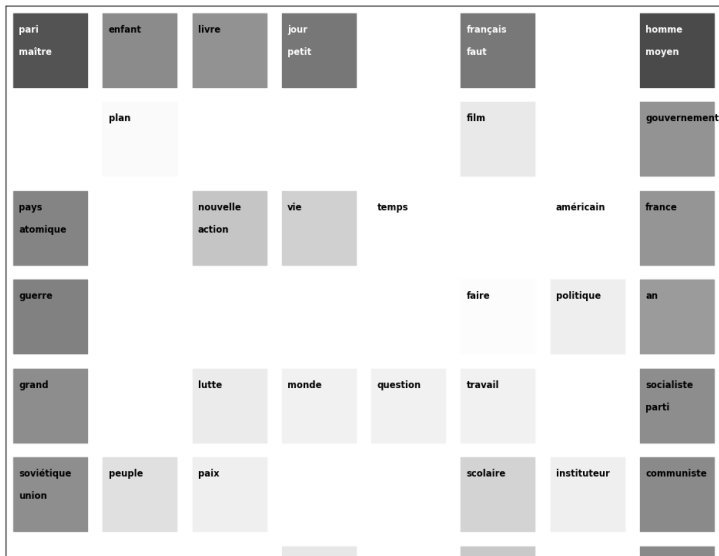 pari
maître
enfant
livre
jour
petit
français
faut
homme
moyen
plan
film
gouvernement
pays
atomique
nouvelle
action
vie
temps
américain
france
guerre
faire
politique
an
grand
lutte
monde
question
travail
socialiste
parti
soviétique
union
peuple
paix
scolaire
instituteur
communiste